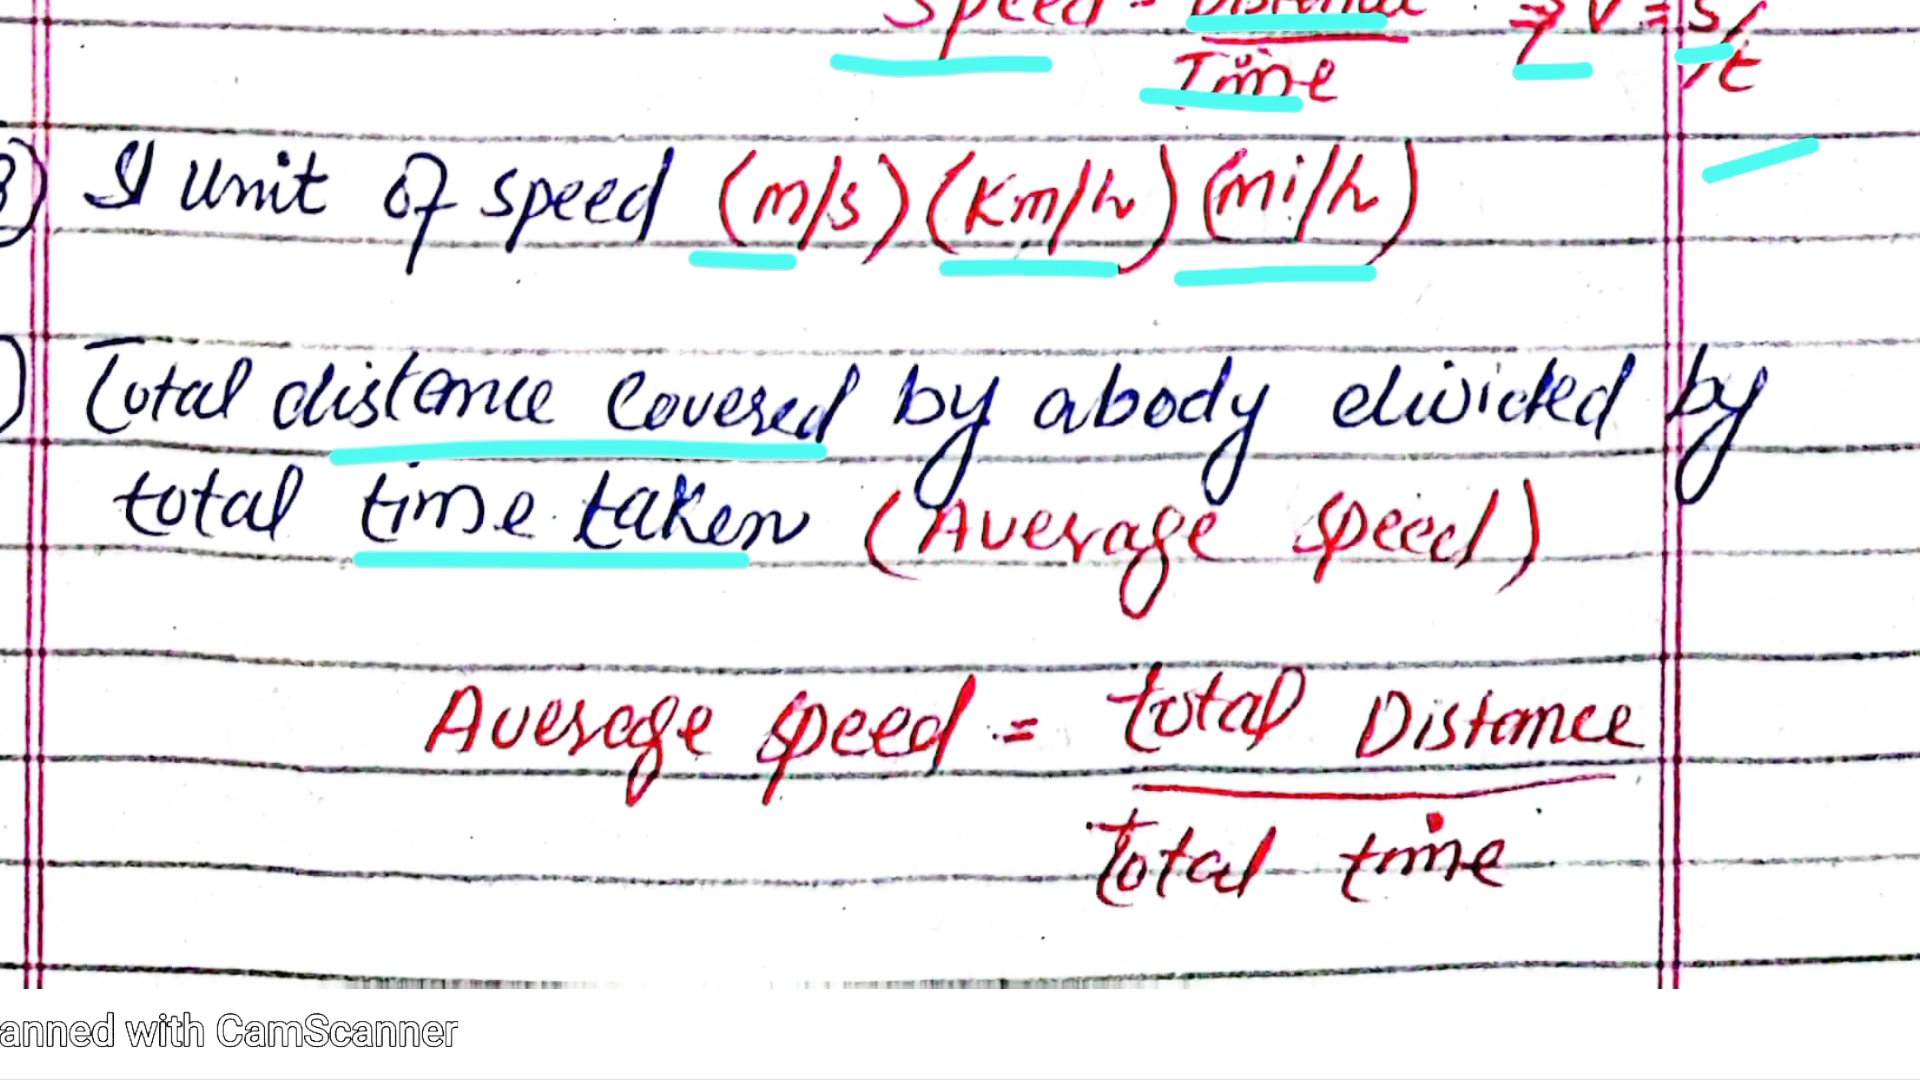 Speed = Distance ⇒ V = s/t
Time
3) SI Unit of speed (m/s) (Km/h) (mi/h)
) Total distance Covered by a body divided by
total time taken (Average speed)
Average speed = total Distance
Total time
anned with CamScanner